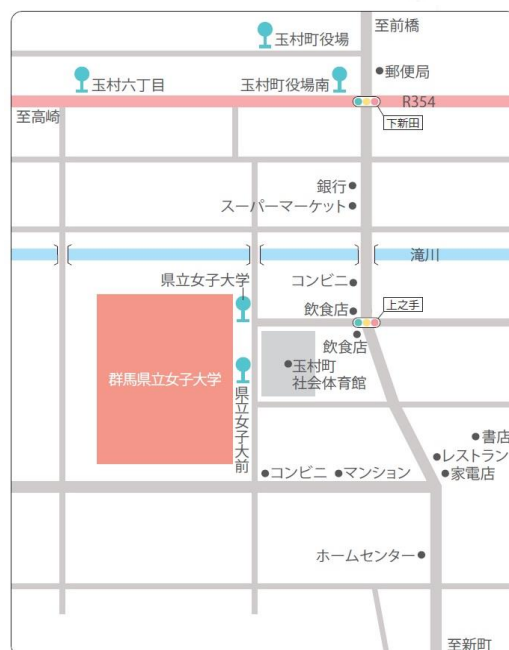 至前橋
玉村町役場
郵便局
玉村六丁目
玉村町役場南
R354
至高崎
下新田
銀行
スーパーマーケット
滝川
県立女子大学
コンビニ
飲食店
上之手
飲食店
群馬県立女子大学
玉村町
社会体育館
県立女子大前
書店
レストラン
コンビニ
マンション
家電店
ホームセンター
至新町